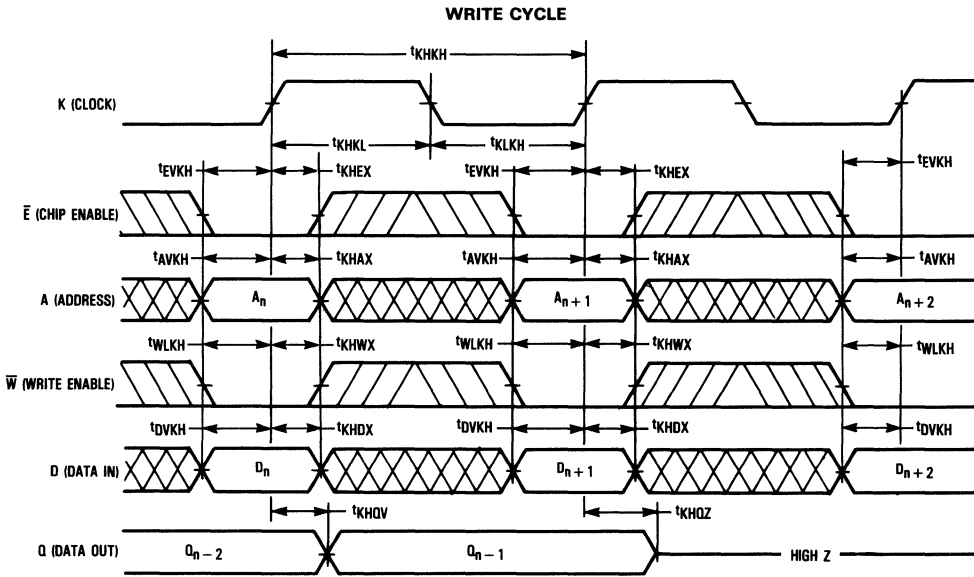 WRITE CYCLE
tKHKH
K (CLOCK)
tKHKL tKLKH
tEVKH tKHEX tEVKH tKHEX tEVKH
E̅ (CHIP ENABLE)
tAVKH tKHAX tAVKH tKHAX tAVKH
A (ADDRESS) An An + 1 An + 2
tWLKH tKHWX tWLKH tKHWX tWLKH
W̅ (WRITE ENABLE)
tDVKH tKHDX tDVKH tKHDX tDVKH
D (DATA IN) Dn Dn + 1 Dn + 2
tKHQV tKHQZ
Q (DATA OUT) Qn – 2 Qn – 1 HIGH Z